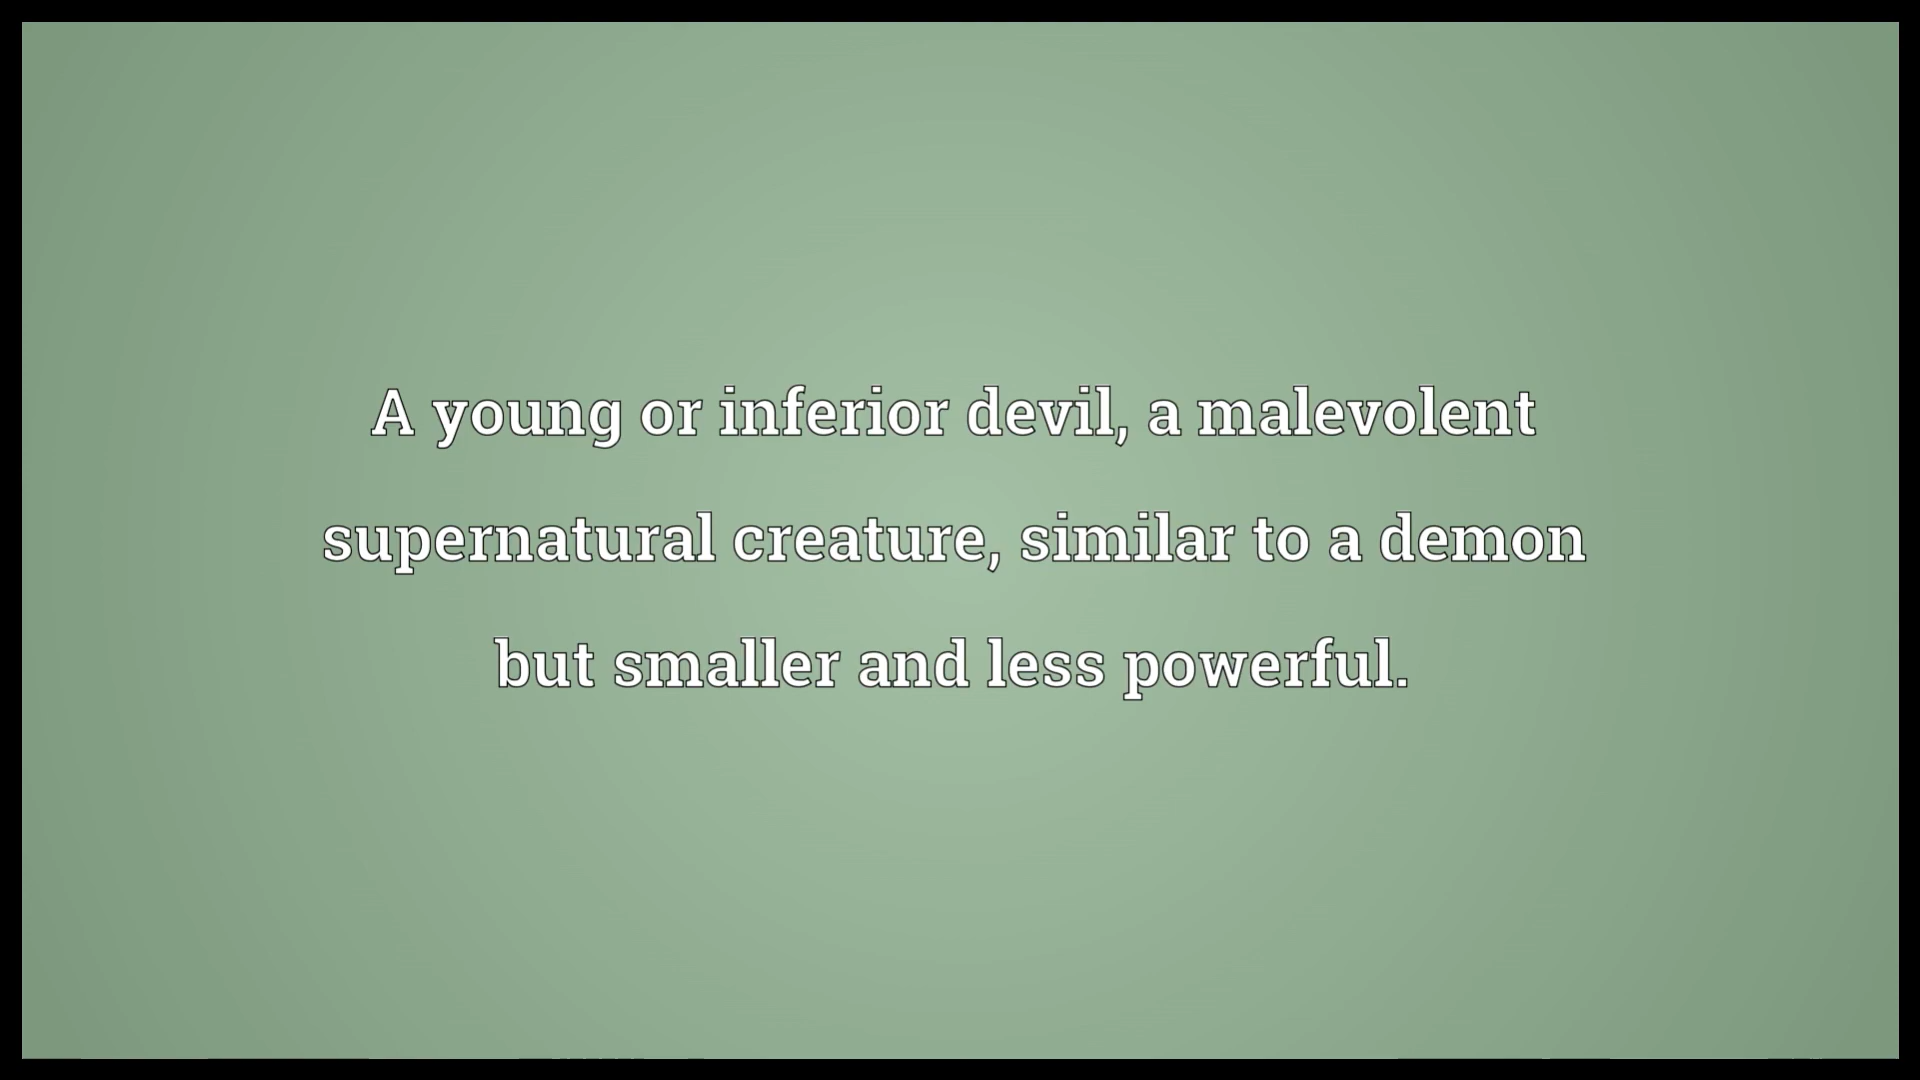 A young or inferior devil, a malevolent
supernatural creature, similar to a demon
but smaller and less powerful.